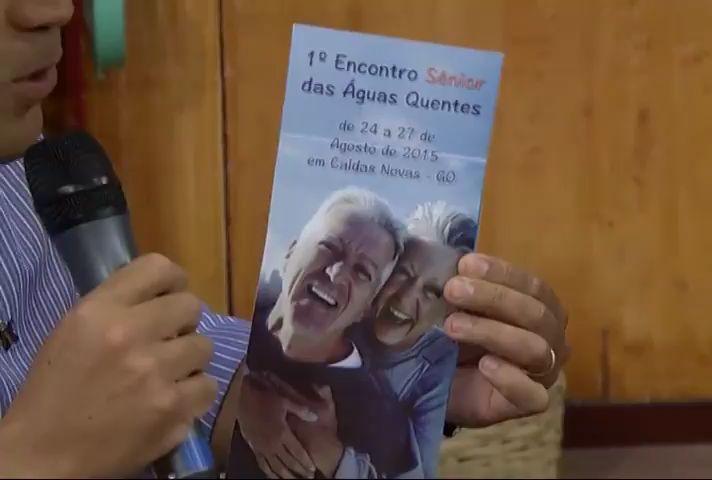 1º Encontro Sênior
das Águas Quentes
de 24 a 27 de
Agosto de 2015
em Caldas Novas - GO